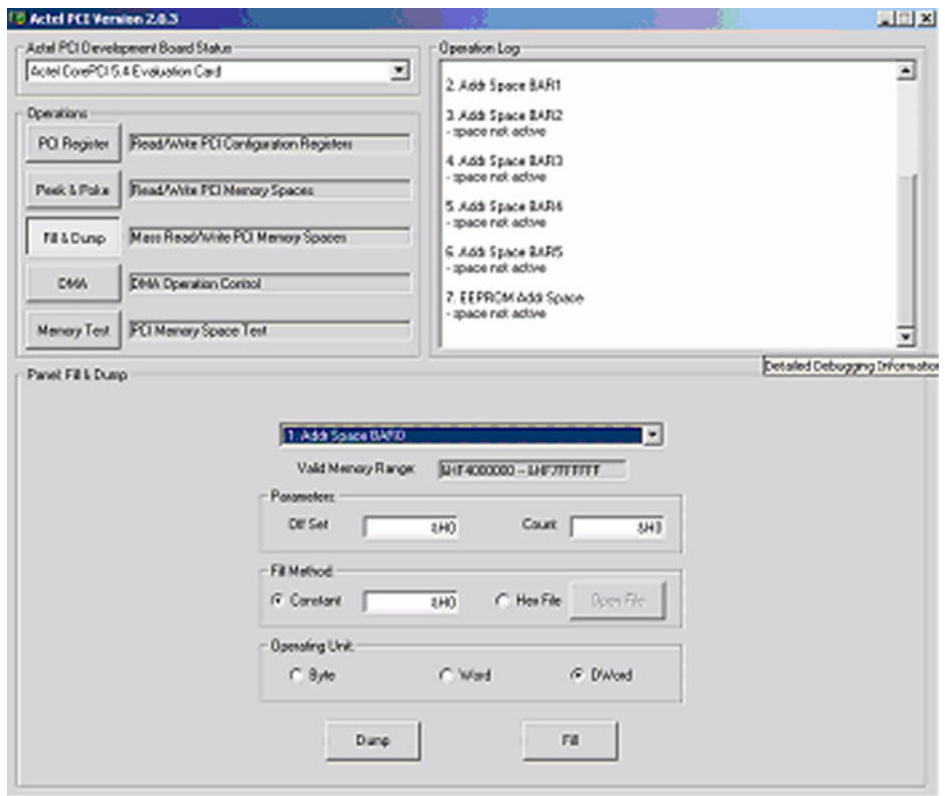 Actel PCI Version 2.0.3
Actel PCI Development Board Status
Actel CorePCI 5.4 Evaluation Card
Operations
PCI Register Read/Write PCI Configuration Registers
Peek & Poke Read/Write PCI Memory Spaces
Fill & Dump Mass Read/Write PCI Memory Spaces
DMA DMA Operation Control
Memory Test PCI Memory Space Test
Operation Log
2. Addr Space BAR1
3. Addr Space BAR2
- space not active
4. Addr Space BAR3
- space not active
5. Addr Space BAR4
- space not active
6. Addr Space BAR5
- space not active
7. EEPROM Addr Space
- space not active
Detailed Debugging Information
Panel: Fill & Dump
1. Addr Space BAR0
Valid Memory Range: &HF4000000 -- &HF7FFFFFF
Parameters:
Off Set &H0 Count &H0
Fill Method:
Constant &H0 Hex File Open File
Operating Unit:
Byte Word DWord
Dump Fill